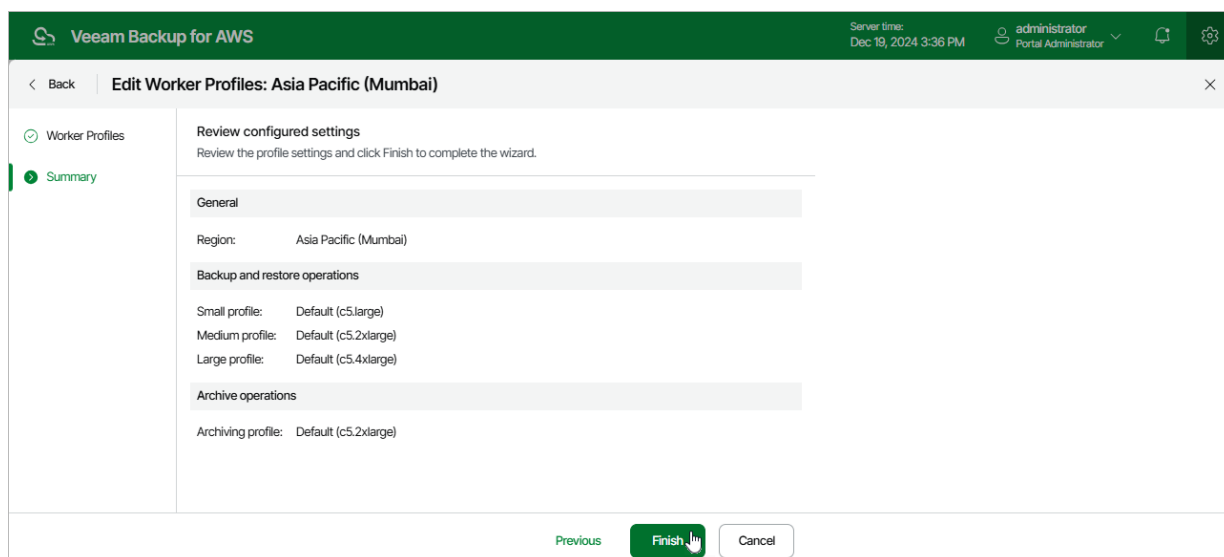 Veeam Backup for AWS
Server time:
Dec 19, 2024 3:36 PM
administrator
Portal Administrator
Back
Edit Worker Profiles: Asia Pacific (Mumbai)
Worker Profiles
Summary
Review configured settings
Review the profile settings and click Finish to complete the wizard.
General
Region: Asia Pacific (Mumbai)
Backup and restore operations
Small profile: Default (c5.large)
Medium profile: Default (c5.2xlarge)
Large profile: Default (c5.4xlarge)
Archive operations
Archiving profile: Default (c5.2xlarge)
Previous Finish Cancel